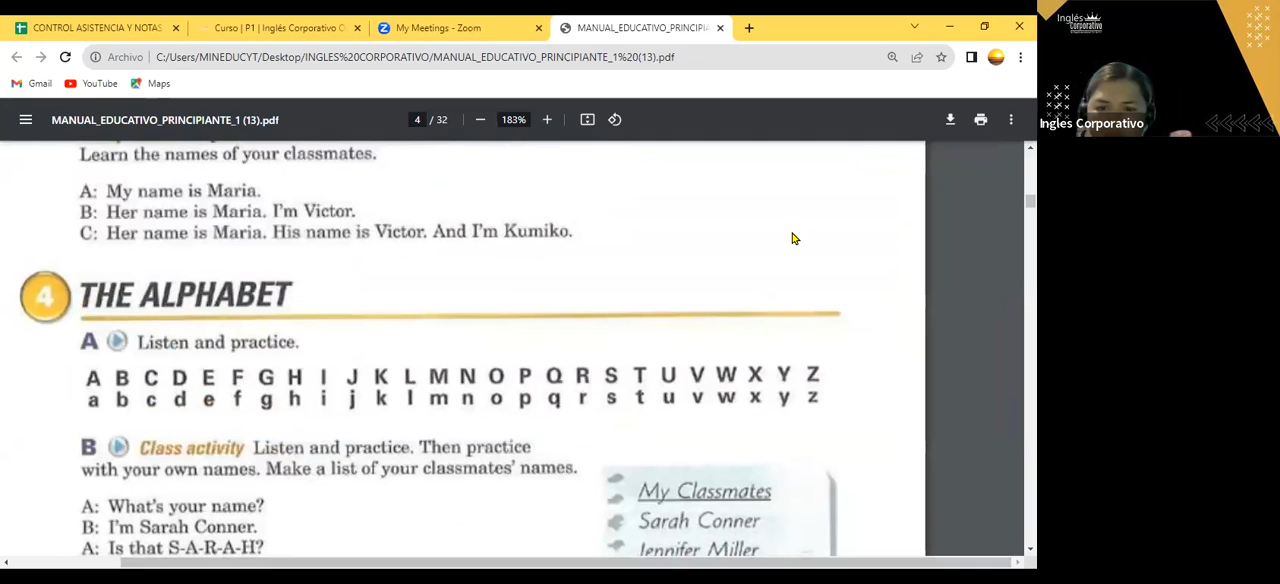 CONTROL ASISTENCIA Y NOTAS
Curso | P1 | Inglés Corporativo O
My Meetings - Zoom
MANUAL_EDUCATIVO_PRINCIPIA
Archivo
C:/Users/MINEDUCYT/Desktop/INGLES%20CORPORATIVO/MANUAL_EDUCATIVO_PRINCIPIANTE_1%20(13).pdf
Gmail
YouTube
Maps
MANUAL_EDUCATIVO_PRINCIPIANTE_1 (13).pdf
4 / 32
183%
Learn the names of your classmates.
A: My name is Maria.
B: Her name is Maria. I'm Victor.
C: Her name is Maria. His name is Victor. And I'm Kumiko.
4 THE ALPHABET
A Listen and practice.
A B C D E F G H I J K L M N O P Q R S T U V W X Y Z
a b c d e f g h i j k l m n o p q r s t u v w x y z
B Class activity Listen and practice. Then practice
with your own names. Make a list of your classmates' names.
A: What's your name?
B: I'm Sarah Conner.
A: Is that S-A-R-A-H?
My Classmates
Sarah Conner
Jennifer Miller
Inglés
Corporativo
Ingles Corporativo